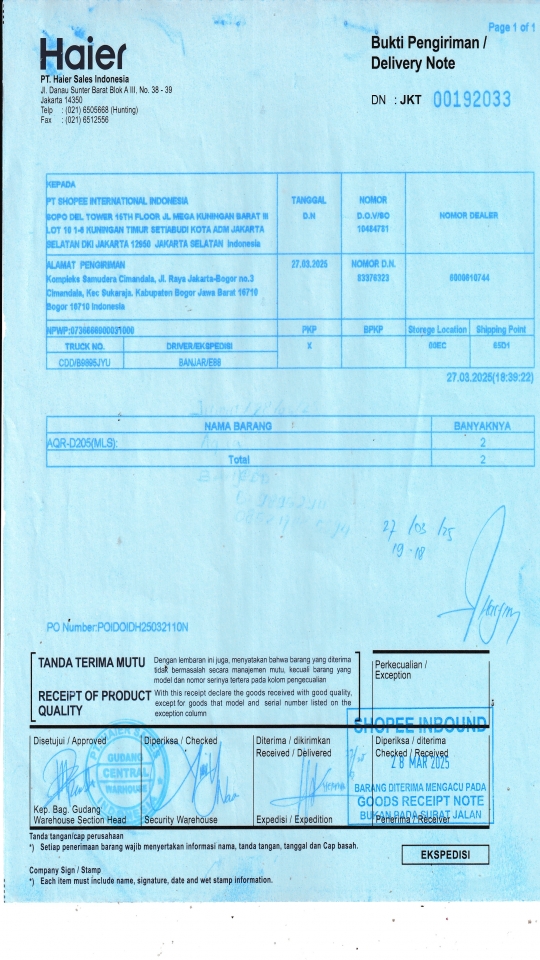 Page 1 of 1
Haier
Bukti Pengiriman /
Delivery Note
PT. Haier Sales Indonesia
Jl. Danau Sunter Barat Blok A III, No. 38 - 39
Jakarta 14350
Telp : (021) 6505668 (Hunting)
Fax : (021) 6512556
DN : JKT 00192033
KEPADA
PT SHOPEE INTERNATIONAL INDONESIA
SOPO DEL TOWER 15TH FLOOR JL MEGA KUNINGAN BARAT III
LOT 10 1-6 KUNINGAN TIMUR SETIABUDI KOTA ADM JAKARTA
SELATAN DKI JAKARTA 12950 JAKARTA SELATAN Indonesia
TANGGAL
D.N
NOMOR
D.O./SO
10484781
NOMOR DEALER
ALAMAT PENGIRIMAN
Kompleks Samudera Cimandala, Jl. Raya Jakarta-Bogor no.3
Cimandala, Kec Sukaraja. Kabupaten Bogor Jawa Barat 16710
Bogor 16710 Indonesia
27.03.2025
NOMOR D.N.
83376323
NPWP:
PKP
BPKP
Storege Location
Shipping Point
TRUCK NO.
DRIVER/EKSPEDISI
X
00EC
65D1
BANJAR/E89
27.03.2025(18:39:22)
NAMA BARANG
BANYAKNYA
AQR-D205(MLS):
2
Total
2
27/03/25
19-18
PO Number:POIDOIDH25032110N
TANDA TERIMA MUTU
Dengan lembaran ini juga, menyatakan bahwa barang yang diterima
tidak bermasalah secara manajemen mutu, kecuali barang yang
model dan nomor serinya tertera pada kolom pengecualian
RECEIPT OF PRODUCT
QUALITY
With this receipt declare the goods received with good quality,
except for goods that model and serial number listed on the
exception column
Perkecualian /
Exception
SHOPEE INBOUND
Disetujui / Approved
Diperiksa / Checked
Diterima / dikirimkan
Received / Delivered
Diperiksa / diterima
Checked / Received
28 MAR 2025
GUDANG
CENTRAL
WAREHOUSE
BARANG DITERIMA MENGACU PADA
GOODS RECEIPT NOTE
BUKAN PADA SURAT JALAN
Kep. Bag. Gudang
Warehouse Section Head
Security Warehouse
Expedisi / Expedition
Penerima / Receiver
Tanda tangan/cap perusahaan
*) Setiap penerimaan barang wajib menyertakan informasi nama, tanda tangan, tanggal dan Cap basah.
EKSPEDISI
Company Sign / Stamp
*) Each item must include name, signature, date and wet stamp information.